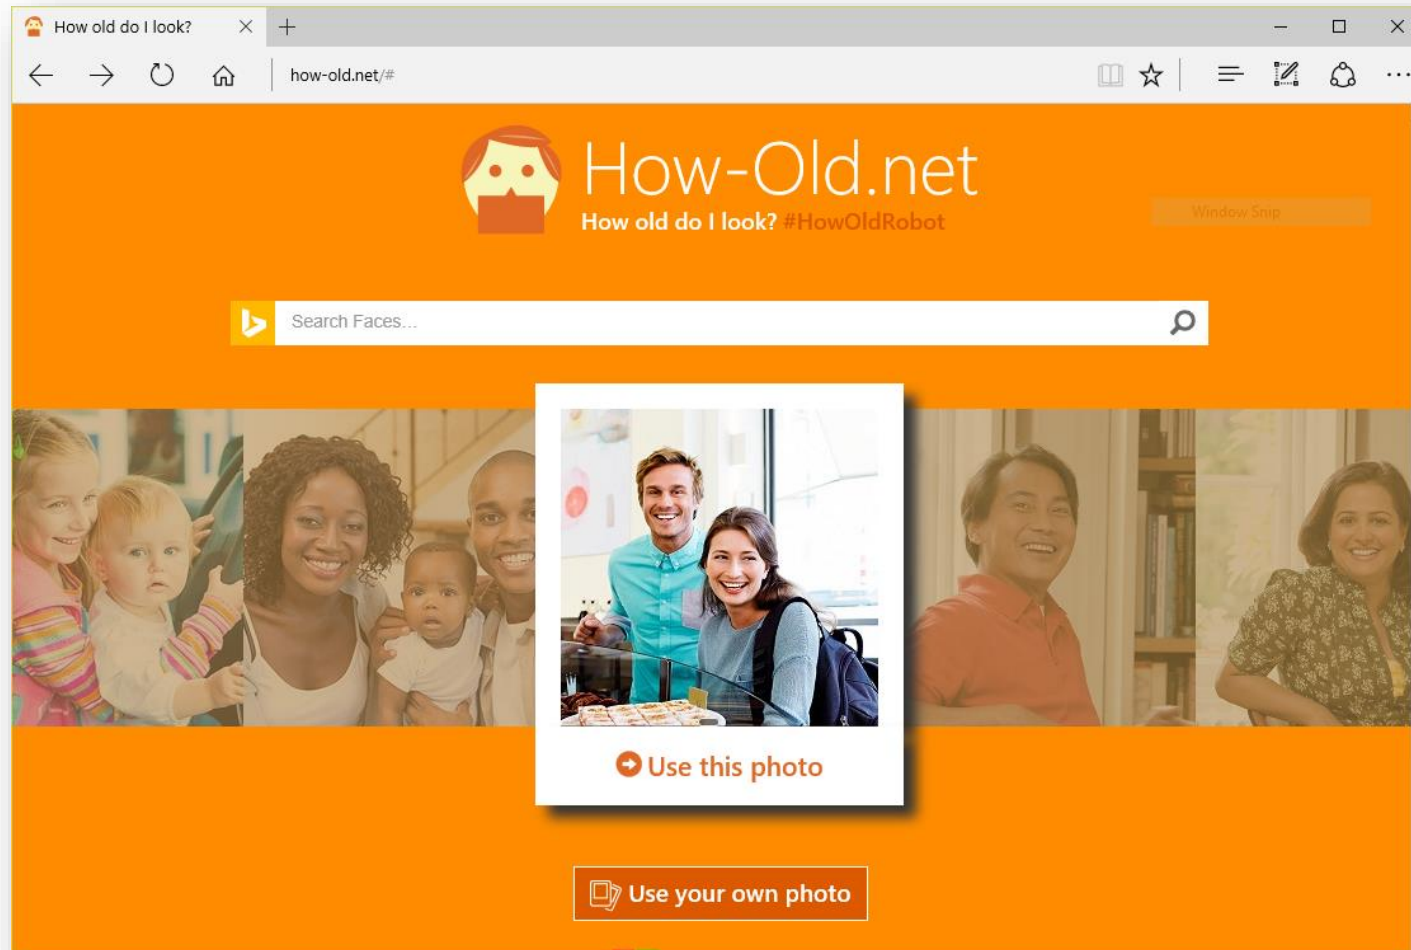 How old do I look?
how-old.net/#
How-Old.net
How old do I look? #HowOldRobot
Window Snip
Search Faces...
Use this photo
Use your own photo